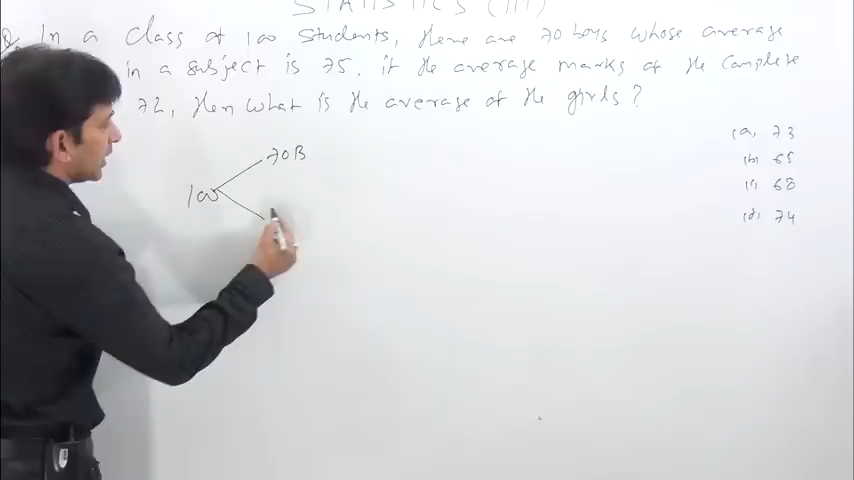 STATISTICS (III)
Q. In a class of 100 students, there are 70 boys whose average
in a subject is 75. if the average marks of the complete
72, then what is the average of the girls?
(a) 73
(b) 65
(c) 68
(d) 74
70B
100